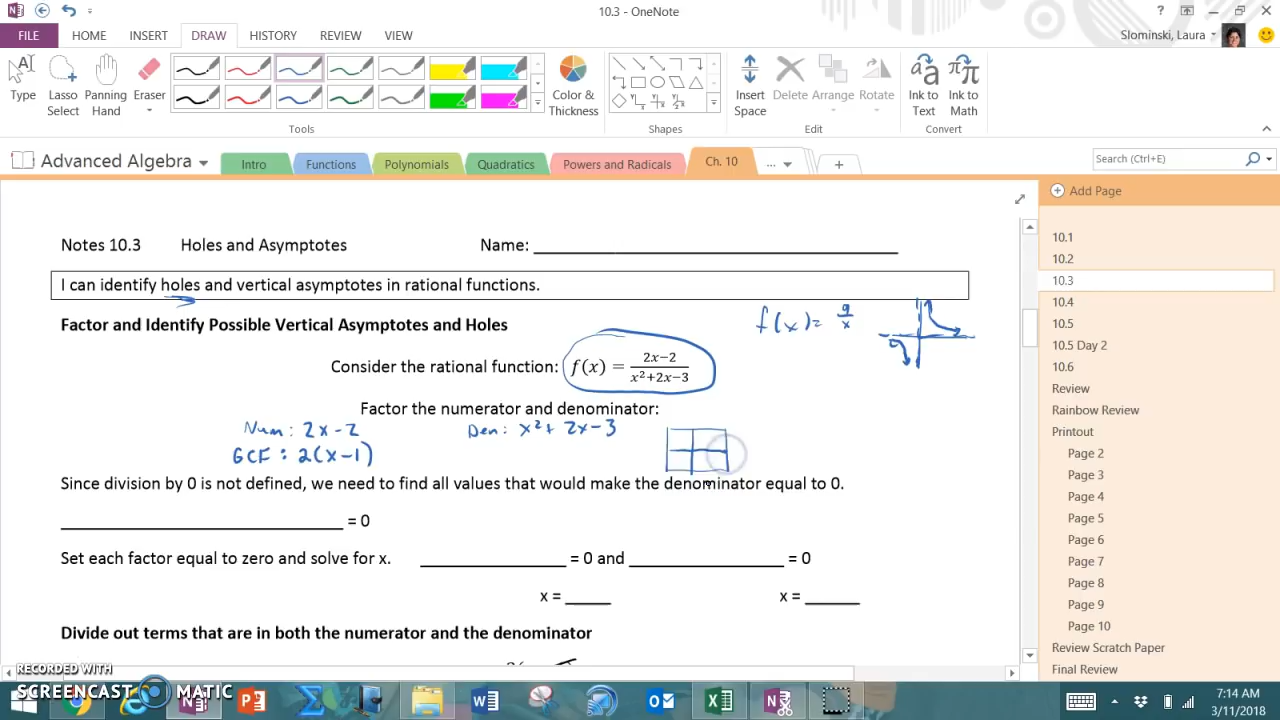 10.3 - OneNote
FILE HOME INSERT DRAW HISTORY REVIEW VIEW Slominski, Laura
Type Lasso Select Panning Hand Eraser Color & Thickness Insert Space Delete Arrange Rotate Ink to Text Ink to Math
Tools Shapes Edit Convert
Advanced Algebra Intro Functions Polynomials Quadratics Powers and Radicals Ch. 10 ... + Search (Ctrl+E)
Add Page
10.1
10.2
10.3
10.4
10.5
10.5 Day 2
10.6
Review
Rainbow Review
Printout
Page 2
Page 3
Page 4
Page 5
Page 6
Page 7
Page 8
Page 9
Page 10
Review Scratch Paper
Final Review
Notes 10.3 Holes and Asymptotes Name: ____
I can identify holes and vertical asymptotes in rational functions.
Factor and Identify Possible Vertical Asymptotes and Holes
f(x) = a/x
Consider the rational function: f(x) = 2x−2 / x²+2x−3
Factor the numerator and denominator:
Num: 2x - 2 Den: x² + 2x - 3
GCF: 2(x - 1)
Since division by 0 is not defined, we need to find all values that would make the denominator equal to 0.
____ = 0
Set each factor equal to zero and solve for x. ____ = 0 and ____ = 0
x = ____ x = ____
Divide out terms that are in both the numerator and the denominator
RECORDED WITH
SCREENCAST MATIC
7:14 AM
3/11/2018